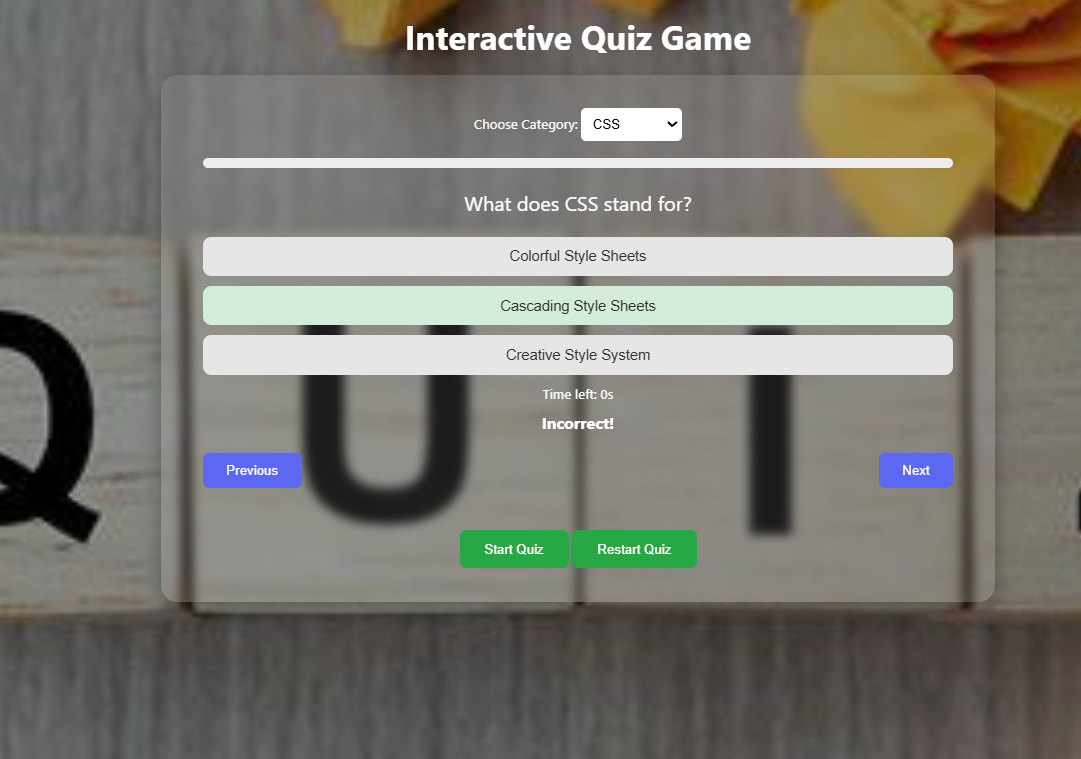 Interactive Quiz Game
Choose Category: CSS
What does CSS stand for?
Colorful Style Sheets
Cascading Style Sheets
Creative Style System
Time left: 0s
Incorrect!
Previous Next
Start Quiz Restart Quiz
Q U I